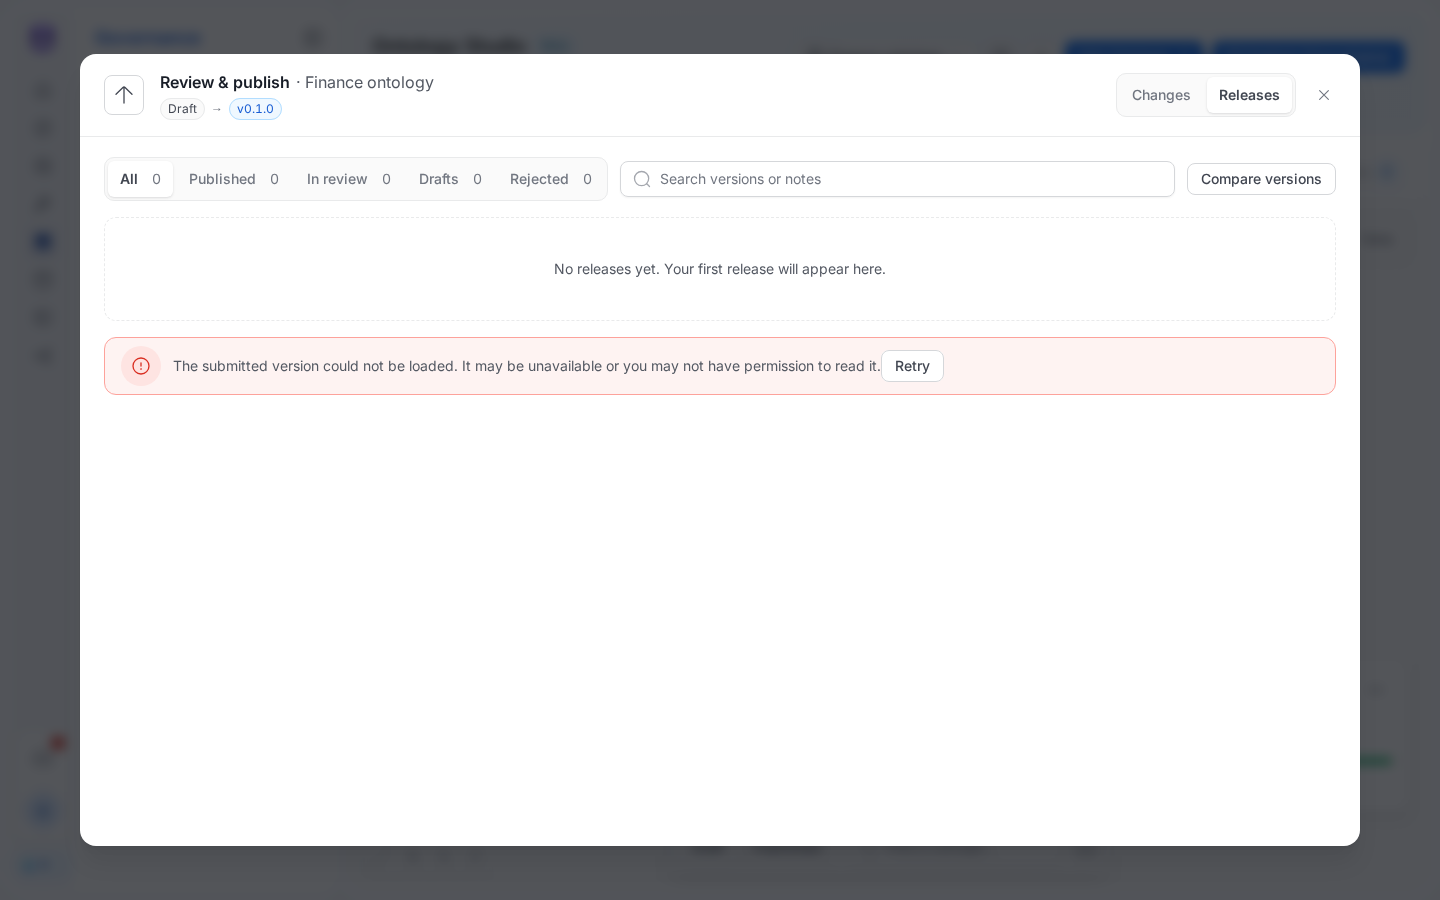 Review & publish · Finance ontology
Draft → v0.1.0
Changes
Releases
All 0
Published 0
In review 0
Drafts 0
Rejected 0
Search versions or notes
Compare versions
No releases yet. Your first release will appear here.
The submitted version could not be loaded. It may be unavailable or you may not have permission to read it.
Retry